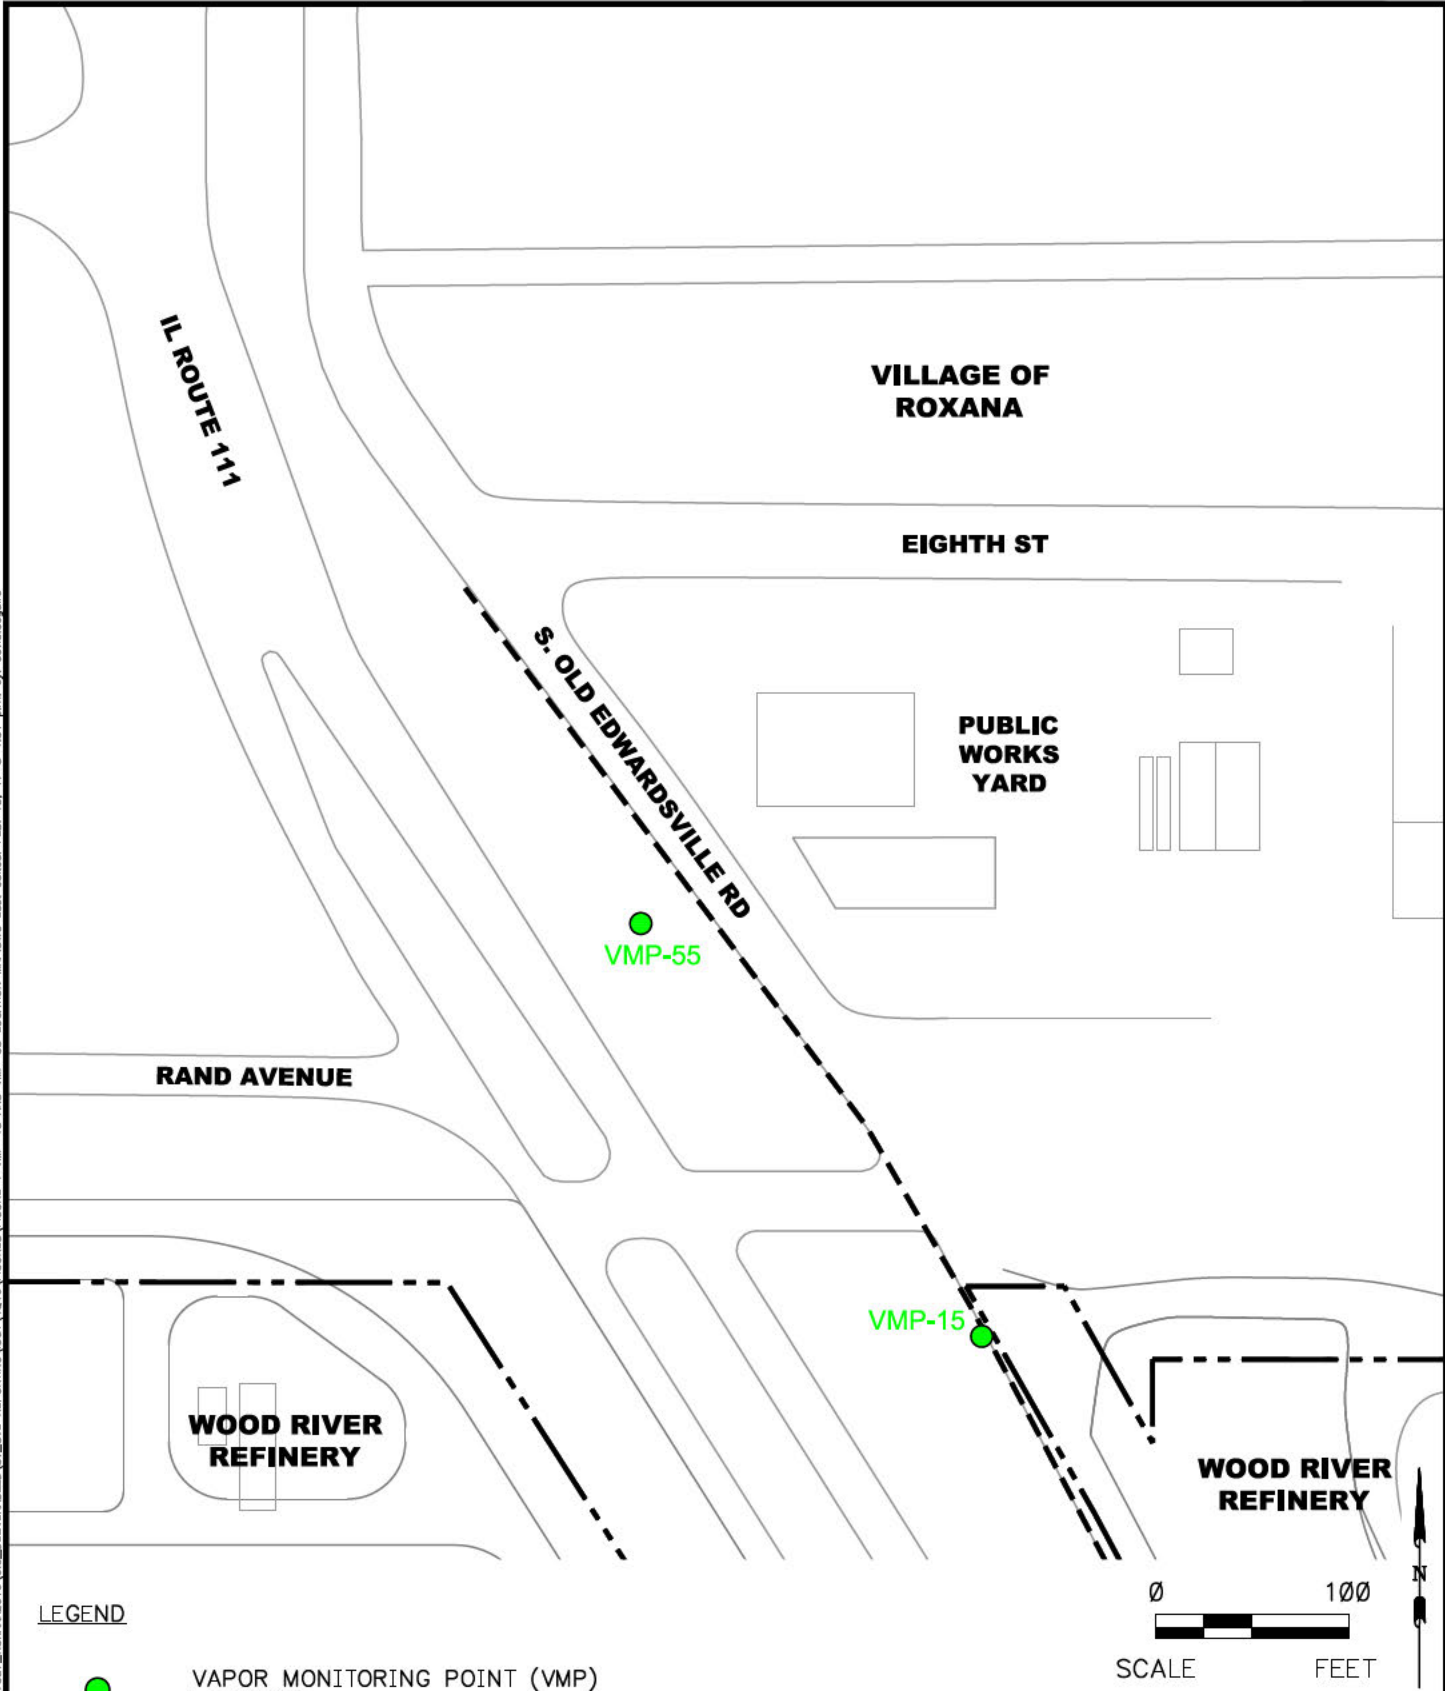 IL ROUTE 111
VILLAGE OF
ROXANA
EIGHTH ST
S. OLD EDWARDSVILLE RD
PUBLIC
WORKS
YARD
VMP-55
RAND AVENUE
VMP-15
WOOD RIVER
REFINERY
WOOD RIVER
REFINERY
N
Ø 100
SCALE FEET
LEGEND
VAPOR MONITORING POINT (VMP)